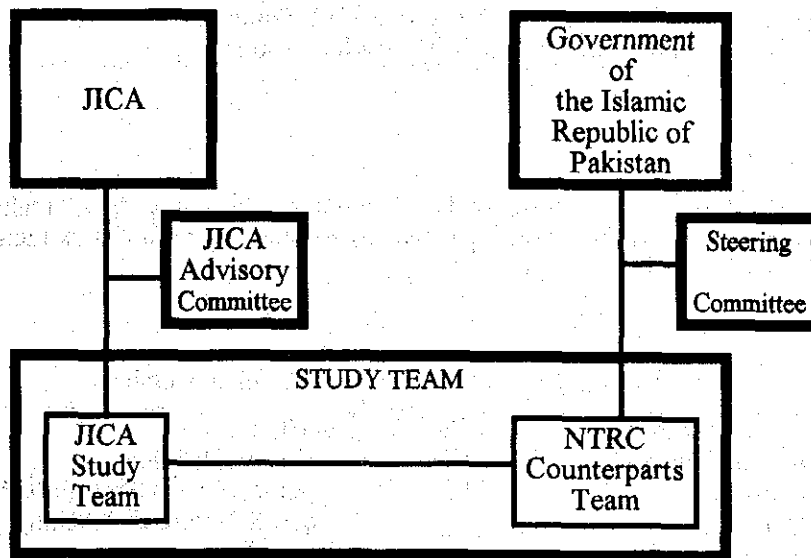 JICA
Government
of
the Islamic
Republic of
Pakistan
JICA
Advisory
Committee
Steering
Committee
STUDY TEAM
JICA
Study
Team
NTRC
Counterparts
Team